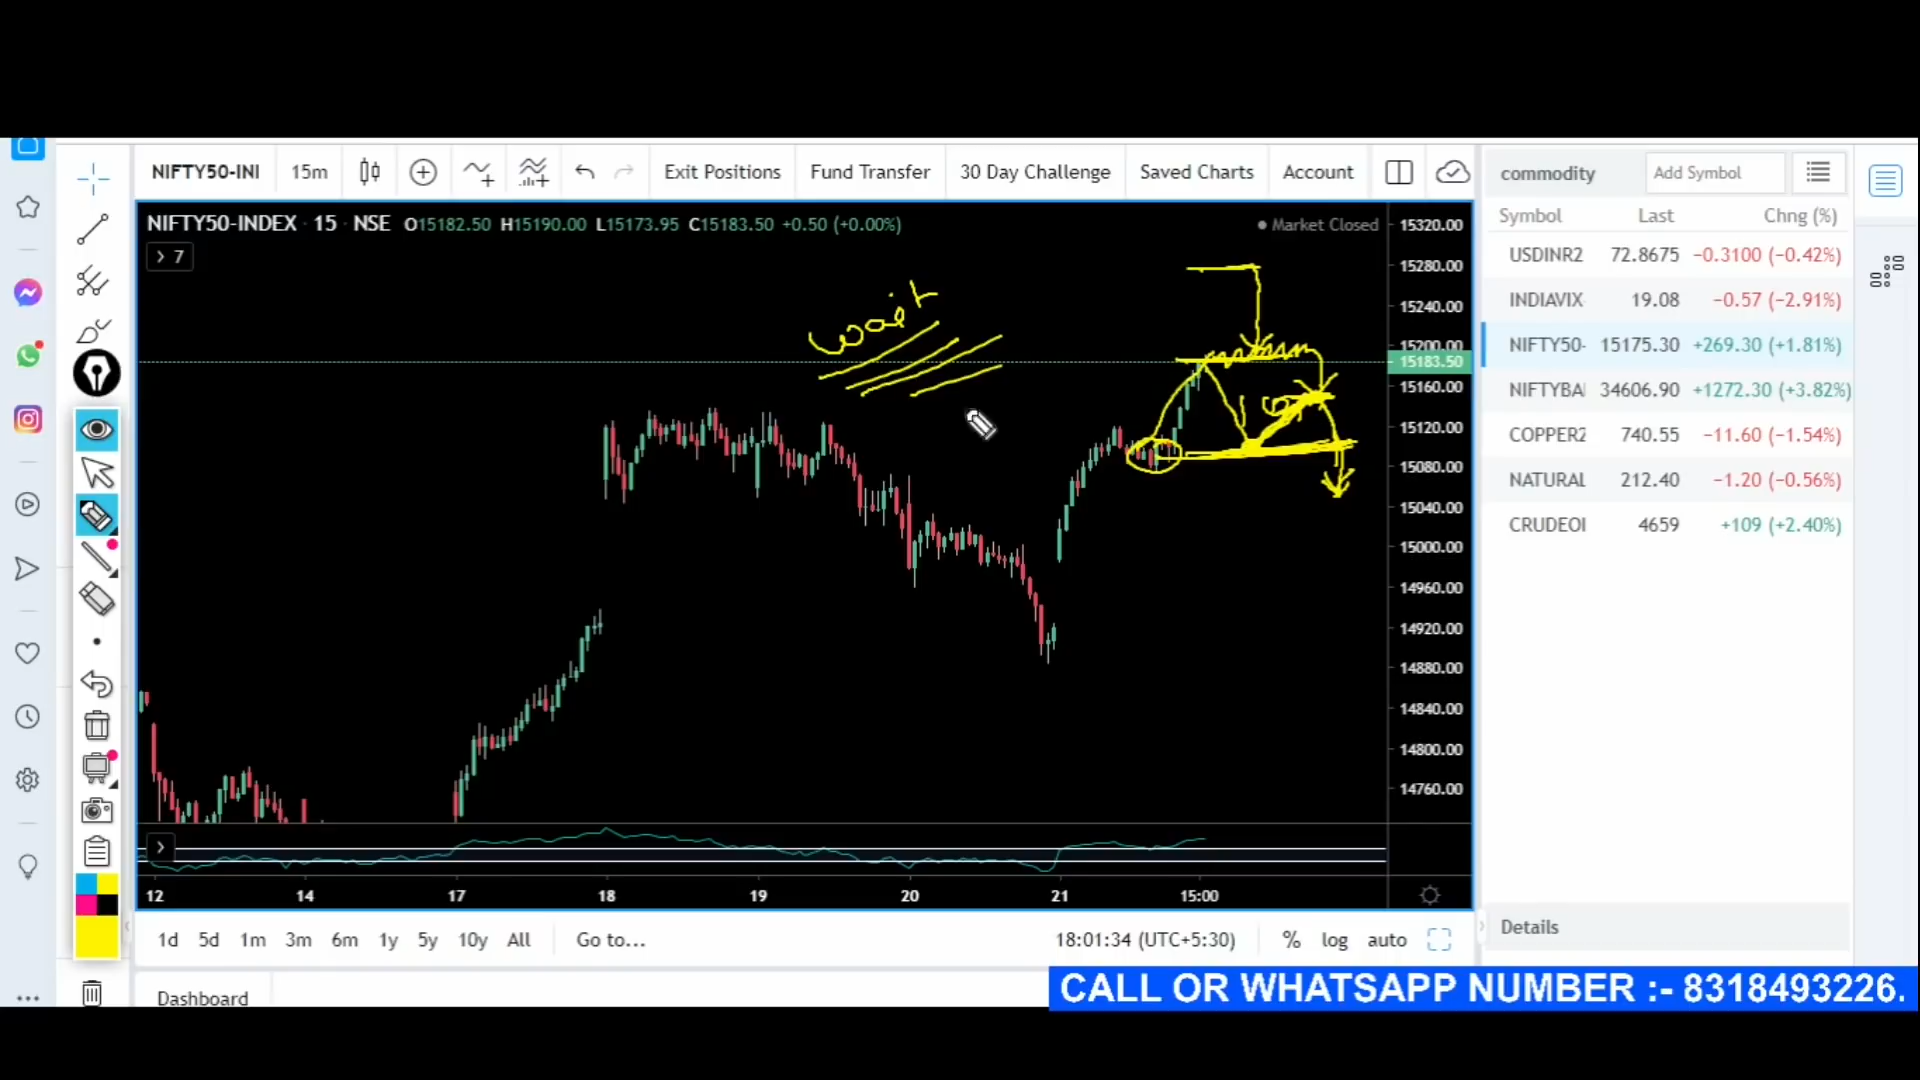 NIFTY50-INI 15m Exit Positions Fund Transfer 30 Day Challenge Saved Charts Account
commodity Add Symbol
NIFTY50-INDEX · 15 · NSE O15182.50 H15190.00 L15173.95 C15183.50 +0.50 (+0.00%)
Market Closed
7
wait
15320.00
15280.00
15240.00
15200.00
15183.50
15160.00
15120.00
15080.00
15040.00
15000.00
14960.00
14920.00
14880.00
14840.00
14800.00
14760.00
Symbol Last Chng (%)
USDINR2 72.8675 −0.3100 (−0.42%)
INDIAVIX 19.08 −0.57 (−2.91%)
NIFTY50- 15175.30 +269.30 (+1.81%)
NIFTYBA 34606.90 +1272.30 (+3.82%)
COPPER2 740.55 −11.60 (−1.54%)
NATURAL 212.40 −1.20 (−0.56%)
CRUDEOI 4659 +109 (+2.40%)
12 14 17 18 19 20 21 15:00
1d 5d 1m 3m 6m 1y 5y 10y All Go to... 18:01:34 (UTC+5:30) % log auto
Details
Dashboard
CALL OR WHATSAPP NUMBER :- 8318493226.